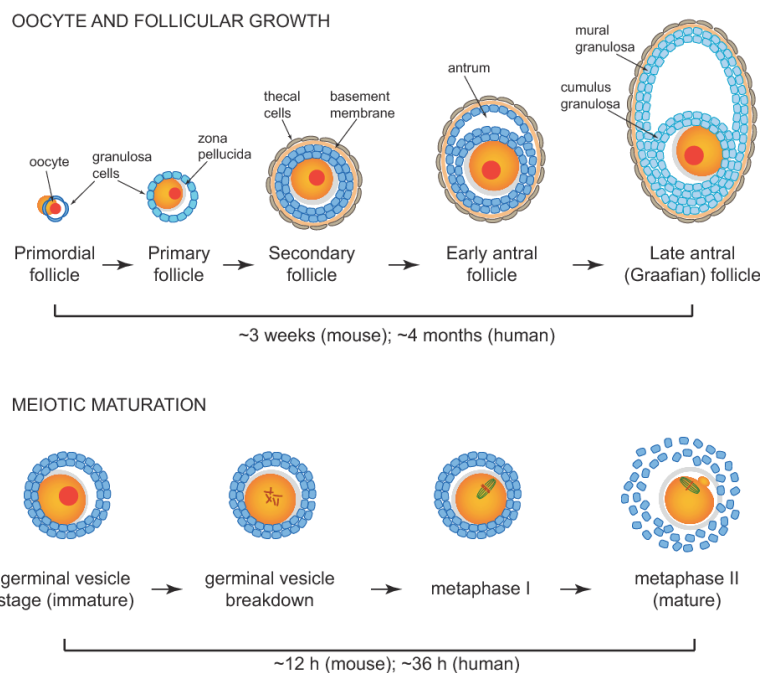 OOCYTE AND FOLLICULAR GROWTH
mural
granulosa
antrum
cumulus
granulosa
thecal
cells
basement
membrane
zona
pellucida
oocyte
granulosa
cells
Primordial
follicle
Primary
follicle
Secondary
follicle
Early antral
follicle
Late antral
(Graafian) follicle
~3 weeks (mouse); ~4 months (human)
MEIOTIC MATURATION
germinal vesicle
stage (immature)
germinal vesicle
breakdown
metaphase I
metaphase II
(mature)
~12 h (mouse); ~36 h (human)